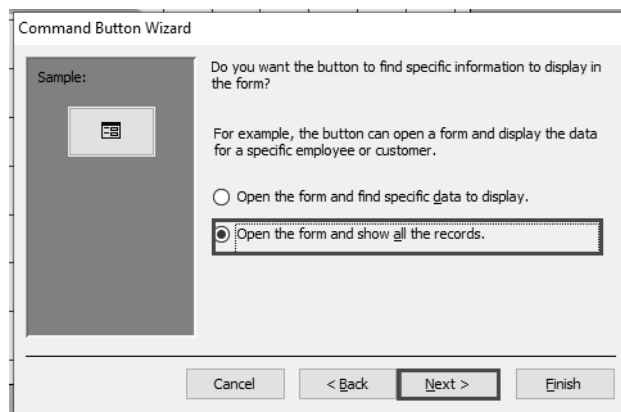 Command Button Wizard
Sample:
Do you want the button to find specific information to display in
the form?
For example, the button can open a form and display the data
for a specific employee or customer.
Open the form and find specific data to display.
Open the form and show all the records.
Cancel
< Back
Next >
Finish